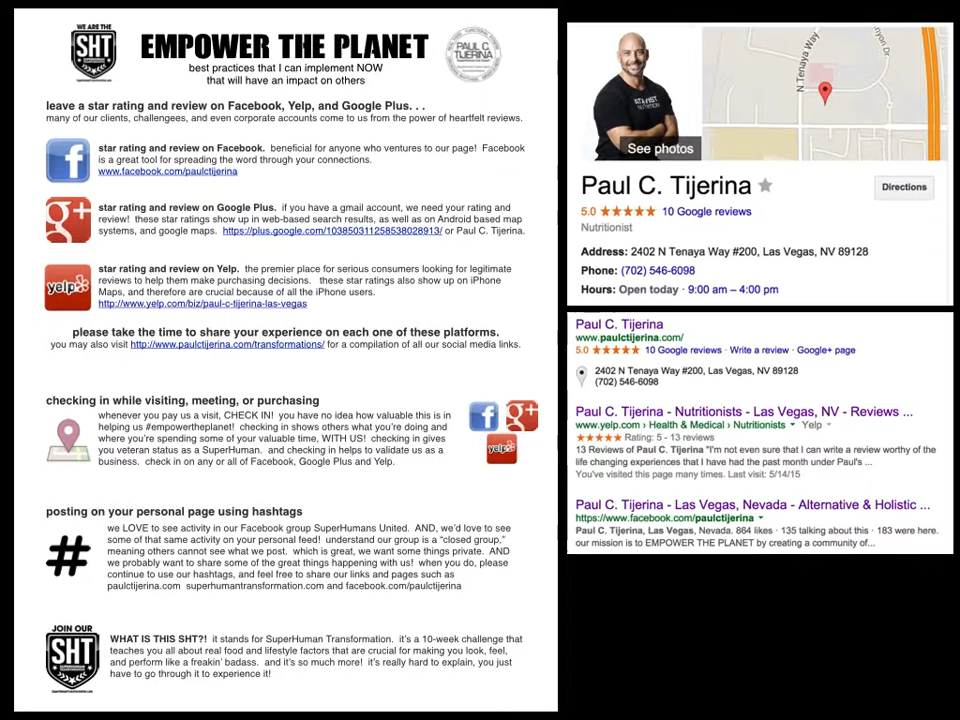 WE ARE THE
SHT
EMPOWER THE PLANET
PAUL C. TIJERINA
best practices that I can implement NOW
that will have an impact on others
leave a star rating and review on Facebook, Yelp, and Google Plus. . .
many of our clients, challengees, and even corporate accounts come to us from the power of heartfelt reviews.
f
star rating and review on Facebook. beneficial for anyone who ventures to our page! Facebook
is a great tool for spreading the word through your connections.
www.facebook.com/paulctijerina
g+
star rating and review on Google Plus. if you have a gmail account, we need your rating and
review! these star ratings show up in web-based search results, as well as on Android based map
systems, and google maps. https://plus.google.com/103850311258538028913/ or Paul C. Tijerina.
yelp
star rating and review on Yelp. the premier place for serious consumers looking for legitimate
reviews to help them make purchasing decisions. these star ratings also show up on iPhone
Maps, and therefore are crucial because of all the iPhone users.
http://www.yelp.com/biz/paul-c-tijerina-las-vegas
please take the time to share your experience on each one of these platforms.
you may also visit http://www.paulctijerina.com/transformations/ for a compilation of all our social media links.
checking in while visiting, meeting, or purchasing
whenever you pay us a visit, CHECK IN! you have no idea how valuable this is in
helping us #empowertheplanet! checking in shows others what you're doing and
where you're spending some of your valuable time, WITH US! checking in gives
you veteran status as a SuperHuman. and checking in helps to validate us as a
business. check in on any or all of Facebook, Google Plus and Yelp.
f
g+
yelp
posting on your personal page using hashtags
#
we LOVE to see activity in our Facebook group SuperHumans United. AND, we'd love to see
some of that same activity on your personal feed! understand our group is a "closed group,"
meaning others cannot see what we post. which is great, we want some things private. AND
we probably want to share some of the great things happening with us! when you do, please
continue to use our hashtags, and feel free to share our links and pages such as
paulctijerina.com superhumantransformation.com and facebook.com/paulctijerina
JOIN OUR
SHT
WHAT IS THIS SHT?! it stands for SuperHuman Transformation. it's a 10-week challenge that
teaches you all about real food and lifestyle factors that are crucial for making you look, feel,
and perform like a freakin' badass. and it's so much more! it's really hard to explain, you just
have to go through it to experience it!
N Tenaya Way
See photos
Paul C. Tijerina
Directions
5.0 ★★★★★ 10 Google reviews
Nutritionist
Address: 2402 N Tenaya Way #200, Las Vegas, NV 89128
Phone: (702) 546-6098
Hours: Open today · 9:00 am – 4:00 pm
Paul C. Tijerina
www.paulctijerina.com/
5.0 ★★★★★ 10 Google reviews · Write a review · Google+ page
2402 N Tenaya Way #200, Las Vegas, NV 89128
(702) 546-6098
Paul C. Tijerina - Nutritionists - Las Vegas, NV - Reviews ...
www.yelp.com › Health & Medical › Nutritionists ▾ Yelp ▾
★★★★★ Rating: 5 - 13 reviews
13 Reviews of Paul C. Tijerina "I'm not even sure that I can write a review worthy of the
life changing experiences that I have had the past month under Paul's ...
You've visited this page many times. Last visit: 5/14/15
Paul C. Tijerina - Las Vegas, Nevada - Alternative & Holistic ...
https://www.facebook.com/paulctijerina ▾
Paul C. Tijerina, Las Vegas, Nevada. 864 likes · 135 talking about this · 183 were here.
our mission is to EMPOWER THE PLANET by creating a community of...